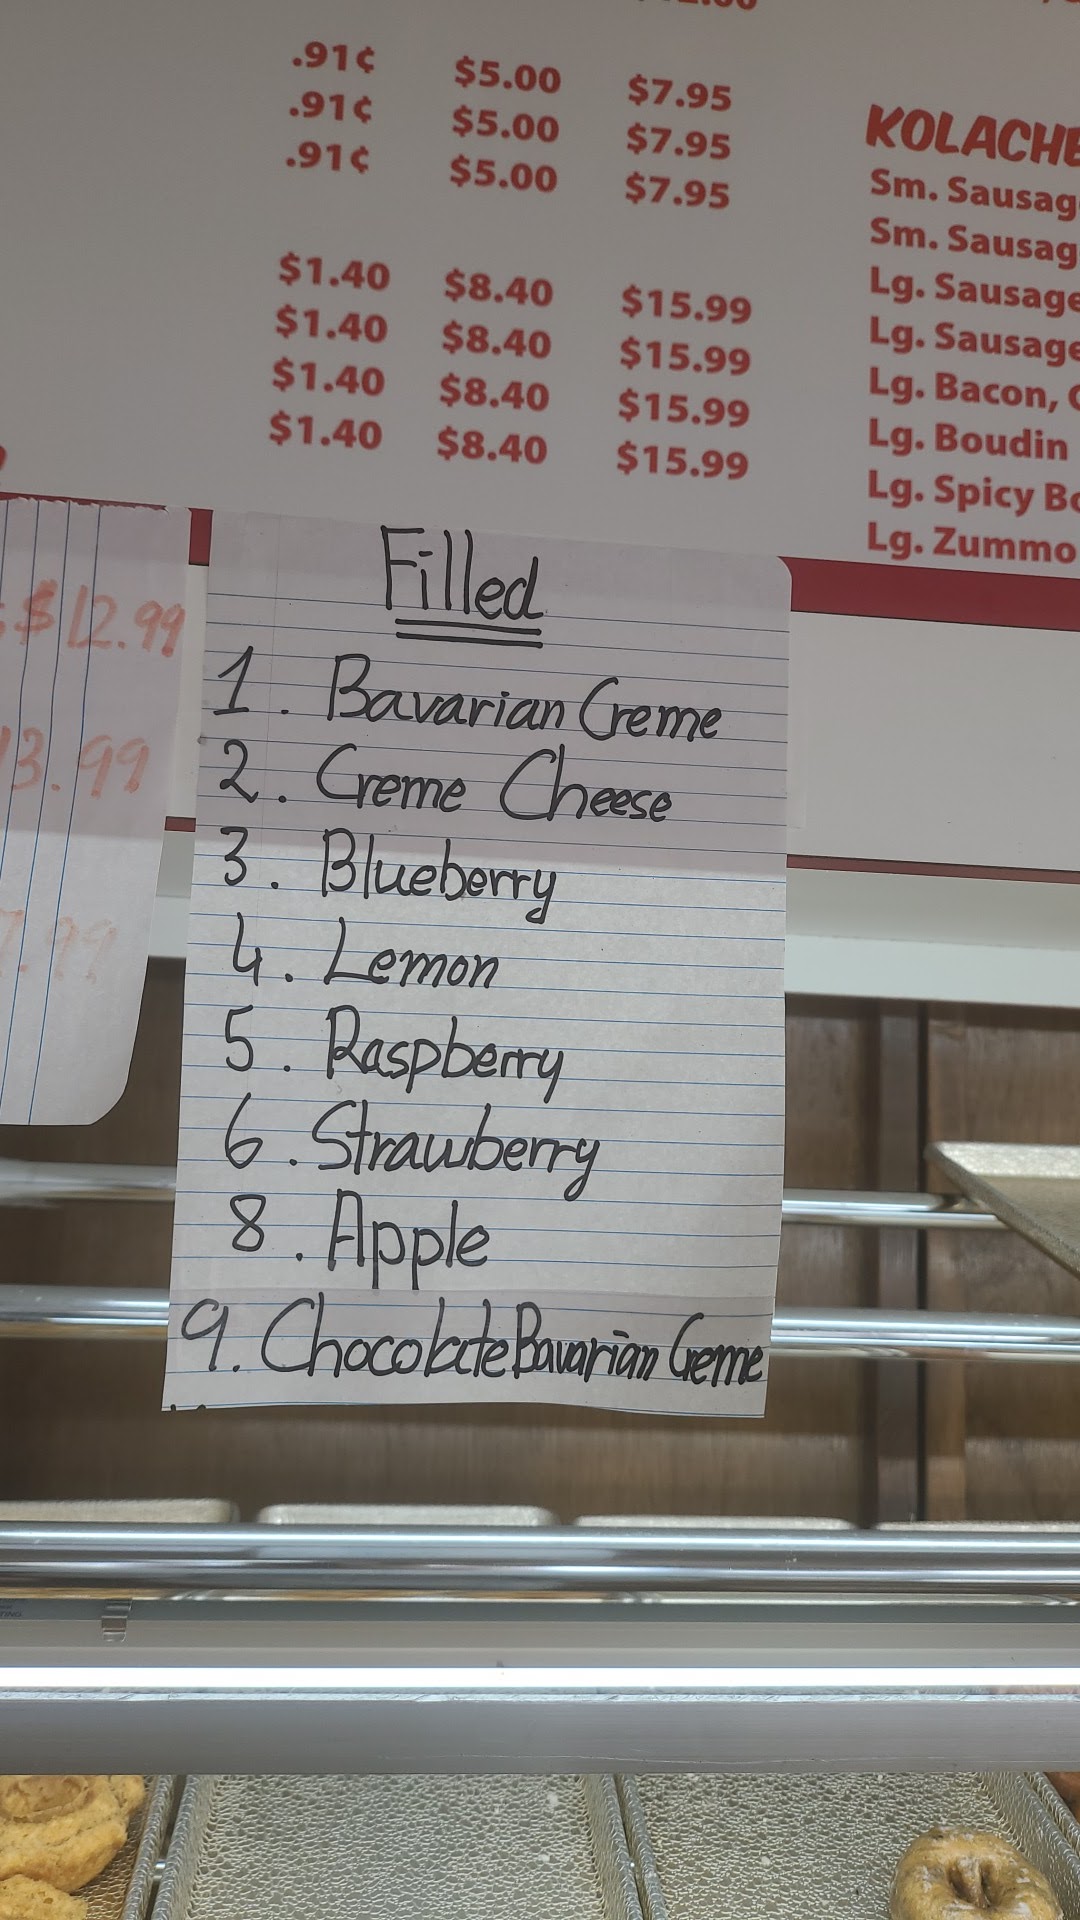 .91¢ $5.00 $7.95
.91¢ $5.00 $7.95
.91¢ $5.00 $7.95
$1.40 $8.40 $15.99
$1.40 $8.40 $15.99
$1.40 $8.40 $15.99
$1.40 $8.40 $15.99
KOLACHE
Sm. Sausag
Sm. Sausag
Lg. Sausage
Lg. Sausage
Lg. Bacon,
Lg. Boudin
Lg. Spicy Bo
Lg. Zummo
$12.99
13.99
7.99
Filled
1. Bavarian Creme
2. Creme Cheese
3. Blueberry
4. Lemon
5. Raspberry
6. Strawberry
8. Apple
9. Chocolate Bavarian Creme